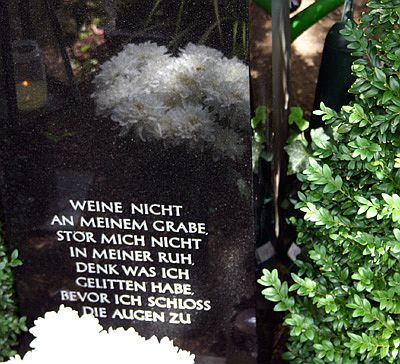 WEINE NICHT
AN MEINEM GRABE,
STÖR MICH NICHT
IN MEINER RUH,
DENK WAS ICH
GELITTEN HABE,
BEVOR ICH SCHLOSS
DIE AUGEN ZU